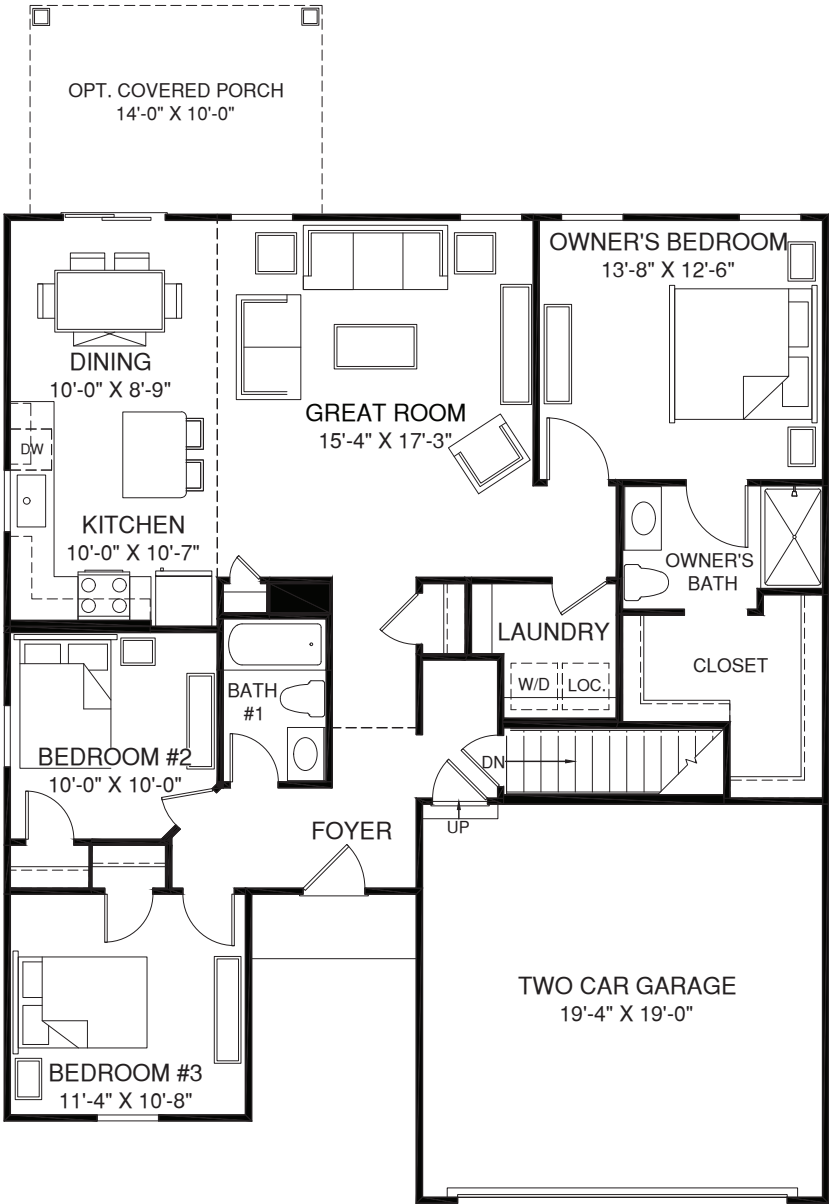 OPT. COVERED PORCH
14'-0" X 10'-0"
OWNER'S BEDROOM
13'-8" X 12'-6"
DINING
10'-0" X 8'-9"
GREAT ROOM
15'-4" X 17'-3"
DW
KITCHEN
10'-0" X 10'-7"
OWNER'S
BATH
LAUNDRY
CLOSET
W/D
LOC.
BATH
#1
BEDROOM #2
10'-0" X 10'-0"
DN
FOYER
UP
TWO CAR GARAGE
19'-4" X 19'-0"
BEDROOM #3
11'-4" X 10'-8"